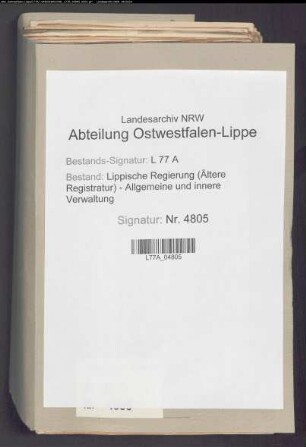 Landesarchiv NRW
Abteilung Ostwestfalen-Lippe
Bestands-Signatur: L 77 A
Bestand: Lippische Regierung (Ältere
Registratur) - Allgemeine und innere
Verwaltung
Signatur: Nr. 4805
L77A_04805